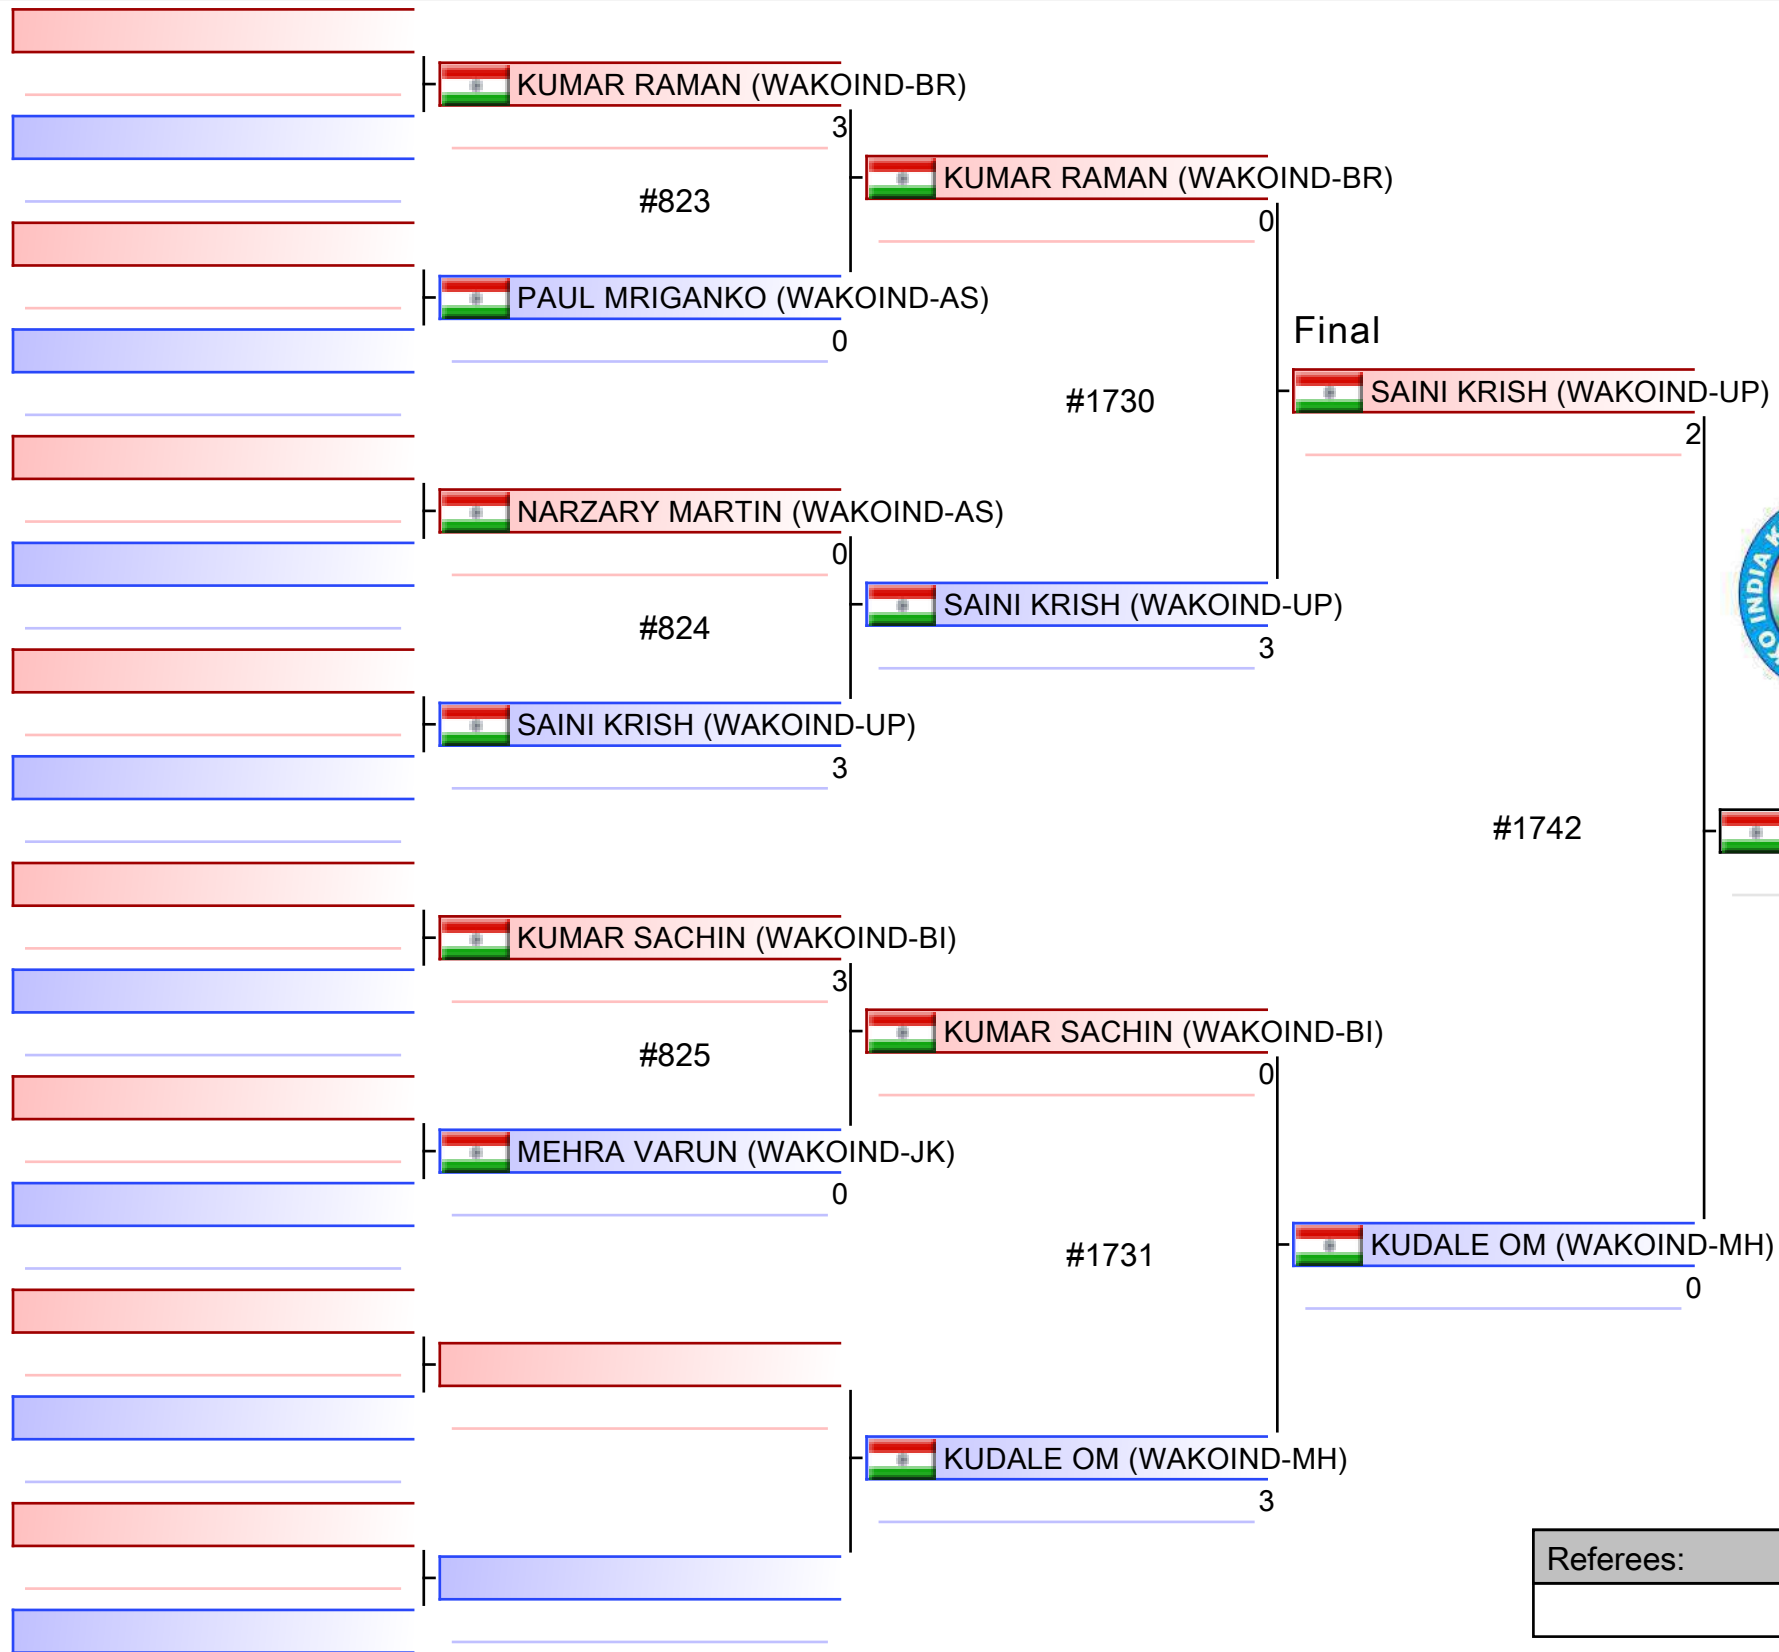 KUMAR RAMAN (WAKOIND-BR)
3
#823
PAUL MRIGANKO (WAKOIND-AS)
0
KUMAR RAMAN (WAKOIND-BR)
0
#1730
NARZARY MARTIN (WAKOIND-AS)
0
#824
SAINI KRISH (WAKOIND-UP)
3
SAINI KRISH (WAKOIND-UP)
3
Final
SAINI KRISH (WAKOIND-UP)
2
INDIA
#1742
KUMAR SACHIN (WAKOIND-BI)
3
#825
MEHRA VARUN (WAKOIND-JK)
0
KUMAR SACHIN (WAKOIND-BI)
0
#1731
KUDALE OM (WAKOIND-MH)
3
KUDALE OM (WAKOIND-MH)
0
Referees: